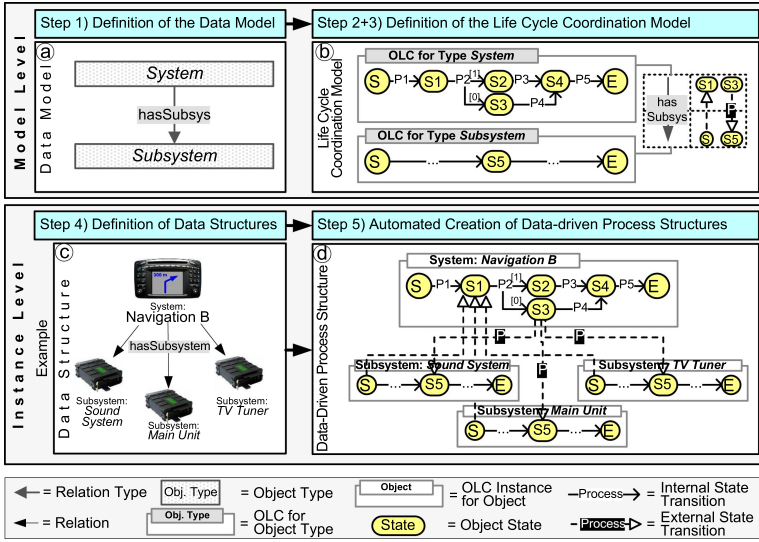 Model Level
Step 1) Definition of the Data Model
Step 2+3) Definition of the Life Cycle Coordination Model
a
Data Model
System
hasSubsys
Subsystem
b
Life Cycle
Coordination Model
OLC for Type System
S P1 S1 P2 [1] S2 P3 S4 P5 E
[0] S3 P4
OLC for Type Subsystem
S ... S5 ... E
has
Subsys
S1 S3
P
S S5
Instance Level
Step 4) Definition of Data Structures
Step 5) Automated Creation of Data-driven Process Structures
c
Example
Data Structure
300 m
System:
Navigation B
hasSubsystem
Subsystem:
Sound
System
Subsystem:
Main Unit
Subsystem:
TV Tuner
d
Data-Driven Process Structure
System: Navigation B
S P1 S1 P2 [1] S2 P3 S4 P5 E
[0] S3 P4
P P
P
Subsystem: Sound System
S ... S5 ... E
Subsystem: TV Tuner
S ... S5 ... E
Subsystem: Main Unit
S ... S5 ... E
= Relation Type
Obj. Type = Object Type
Object = OLC Instance
for Object
Process = Internal State
Transition
= Relation
Obj. Type = OLC for
Object Type
State = Object State
Process = External State
Transition